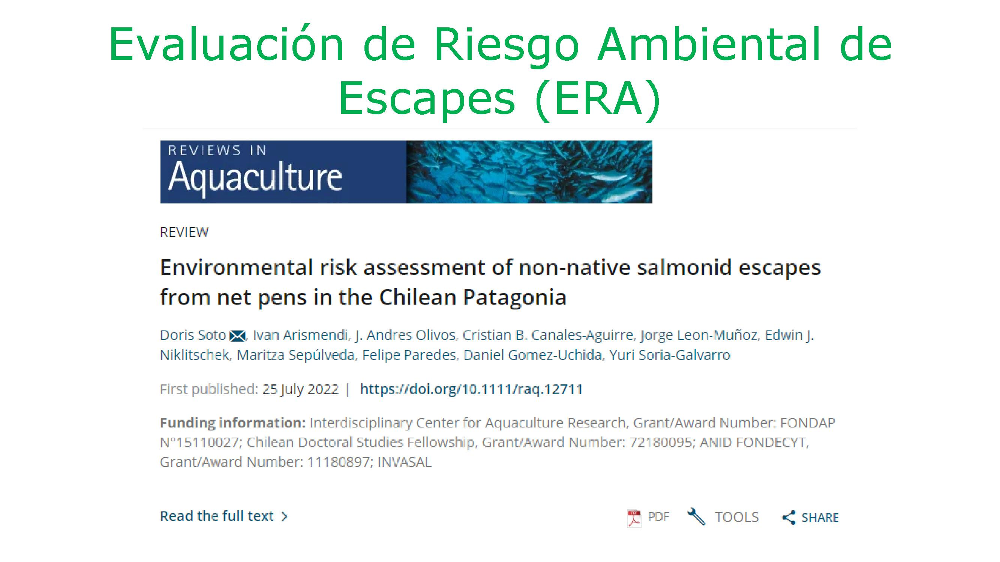 Evaluación de Riesgo Ambiental de
Escapes (ERA)
REVIEWS IN
Aquaculture
REVIEW
Environmental risk assessment of non-native salmonid escapes
from net pens in the Chilean Patagonia
Doris Soto, Ivan Arismendi, J. Andres Olivos, Cristian B. Canales-Aguirre, Jorge Leon-Muñoz, Edwin J.
Niklitschek, Maritza Sepúlveda, Felipe Paredes, Daniel Gomez-Uchida, Yuri Soria-Galvarro
First published: 25 July 2022 | https://doi.org/10.1111/raq.12711
Funding information: Interdisciplinary Center for Aquaculture Research, Grant/Award Number: FONDAP
N°15110027; Chilean Doctoral Studies Fellowship, Grant/Award Number: 72180095; ANID FONDECYT,
Grant/Award Number: 11180897; INVASAL
Read the full text >
PDF TOOLS SHARE